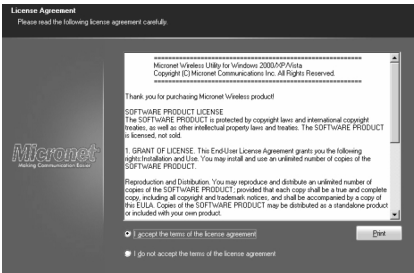 License Agreement
Please read the following license agreement carefully.
================================================
Micronet Wireless Utility for Windows 2000/XP/Vista
Copyright (C) Micronet Communications Inc. All Rights Reserved.
================================================
Thank you for purchasing Micronet Wireless product!
SOFTWARE PRODUCT LICENSE
The SOFTWARE PRODUCT is protected by copyright laws and international copyright
treaties, as well as other intellectual property laws and treaties. The SOFTWARE PRODUCT
is licensed, not sold.
1. GRANT OF LICENSE. This End-User License Agreement grants you the following
rights:Installation and Use. You may install and use an unlimited number of copies of the
SOFTWARE PRODUCT.
Reproduction and Distribution. You may reproduce and distribute an unlimited number of
copies of the SOFTWARE PRODUCT; provided that each copy shall be a true and complete
copy, including all copyright and trademark notices, and shall be accompanied by a copy of
this EULA. Copies of the SOFTWARE PRODUCT may be distributed as a standalone product
or included with your own product.
Micronet
Making Communication Easier
I accept the terms of the license agreement
Print
I do not accept the terms of the license agreement